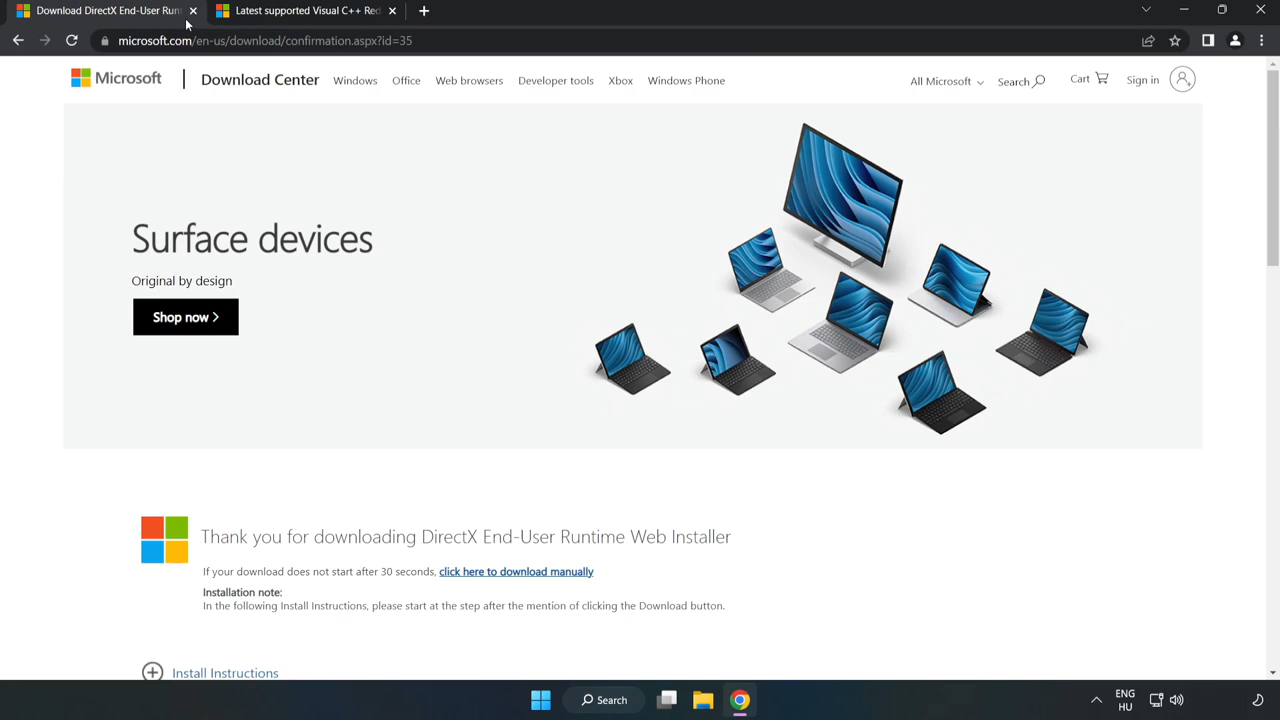 Download DirectX End-User Run
Latest supported Visual C++ Red
microsoft.com/en-us/download/confirmation.aspx?id=35
Microsoft
Download Center
Windows
Office
Web browsers
Developer tools
Xbox
Windows Phone
All Microsoft
Search
Cart
Sign in
Surface devices
Original by design
Shop now
Thank you for downloading DirectX End-User Runtime Web Installer
If your download does not start after 30 seconds, click here to download manually
Installation note:
In the following Install Instructions, please start at the step after the mention of clicking the Download button.
Install Instructions
Search
ENG
HU